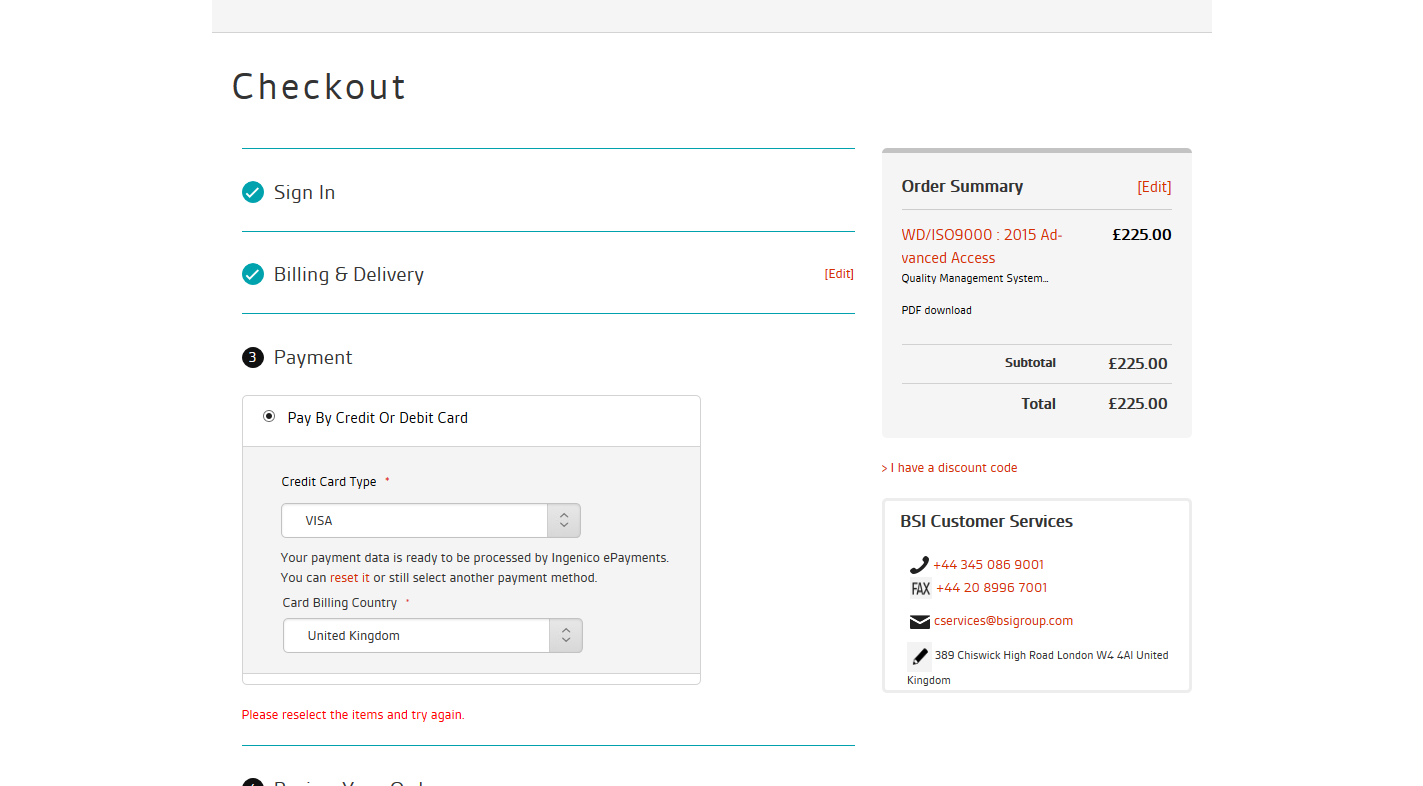 Checkout
Sign In
Billing & Delivery
[Edit]
3 Payment
Pay By Credit Or Debit Card
Credit Card Type *
VISA
Your payment data is ready to be processed by Ingenico ePayments.
You can reset it or still select another payment method.
Card Billing Country *
United Kingdom
Please reselect the items and try again.
Order Summary
[Edit]
WD/ISO9000 : 2015 Ad-
£225.00
vanced Access
Quality Management System...
PDF download
Subtotal £225.00
Total £225.00
> I have a discount code
BSI Customer Services
+44 345 086 9001
FAX +44 20 8996 7001
cservices@bsigroup.com
389 Chiswick High Road London W4 4Al United
Kingdom